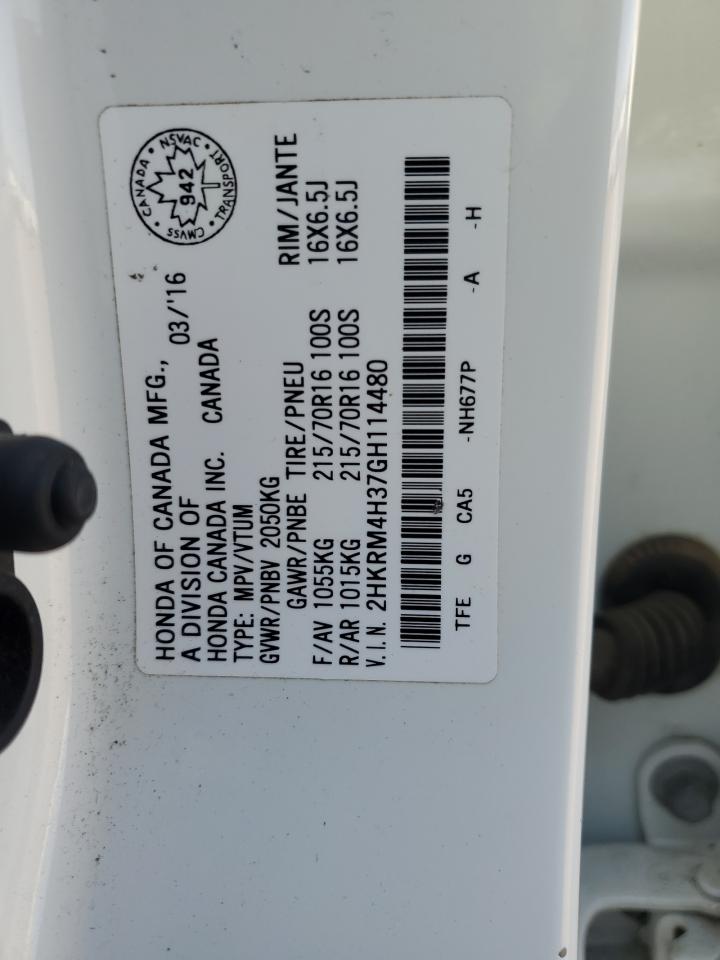 HONDA OF CANADA MFG., 03/'16
A DIVISION OF
HONDA CANADA INC. CANADA
TYPE: MPV/VTUM
GVWR/PNBV 2050KG
GAWR/PNBE TIRE/PNEU RIM/JANTE
F/AV 1055KG 215/70R16 100S 16X6.5J
R/AR 1015KG 215/70R16 100S 16X6.5J
V.I.N. 2HKRM4H37GH114480
TFE G CA5 -NH677P -A -H
CANADA • NSVAC • TRANSPORT • CMVSS •
942